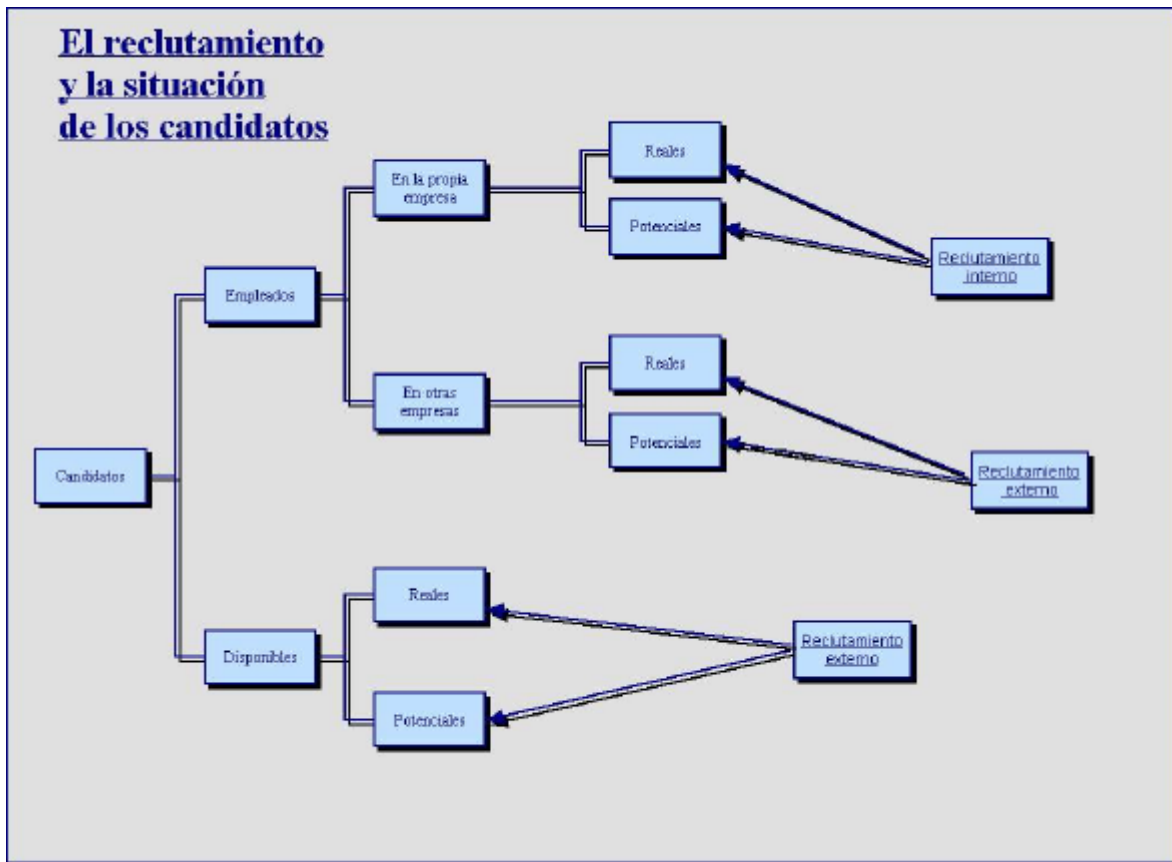 El reclutamiento
y la situación
de los candidatos
Reales
En la propia
empresa
Potenciales
Reclutamiento
interno
Empleados
Reales
En otras
empresas
Potenciales
Candidatos
Reclutamiento
externo
Reales
Disponibles
Reclutamiento
externo
Potenciales